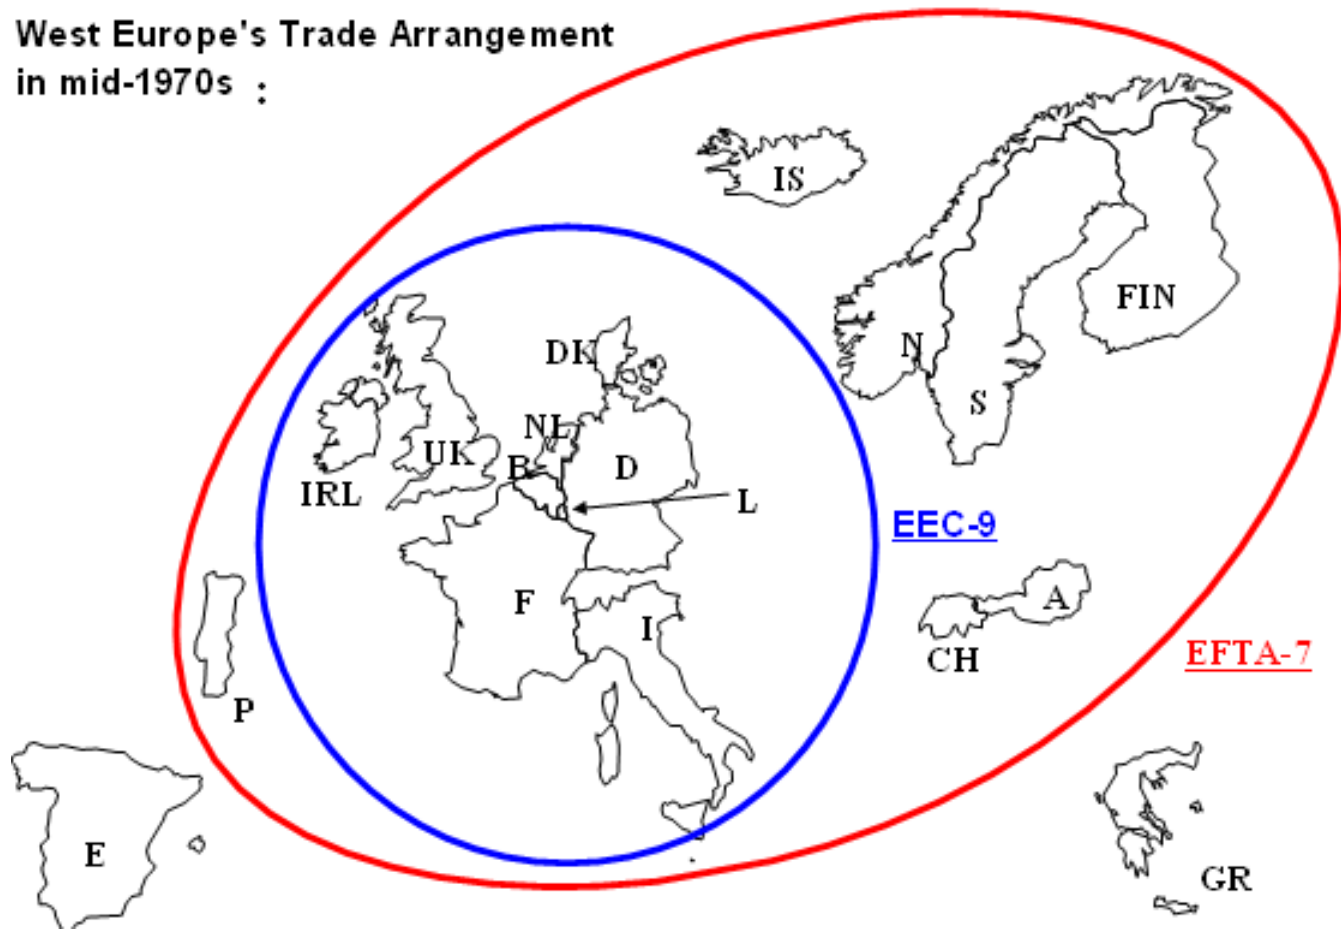 West Europe's Trade Arrangement
in mid-1970s :
IS
FIN
N
S
DK
NL
UK
B
D
IRL
L
EEC-9
F
I
A
CH
EFTA-7
P
E
GR